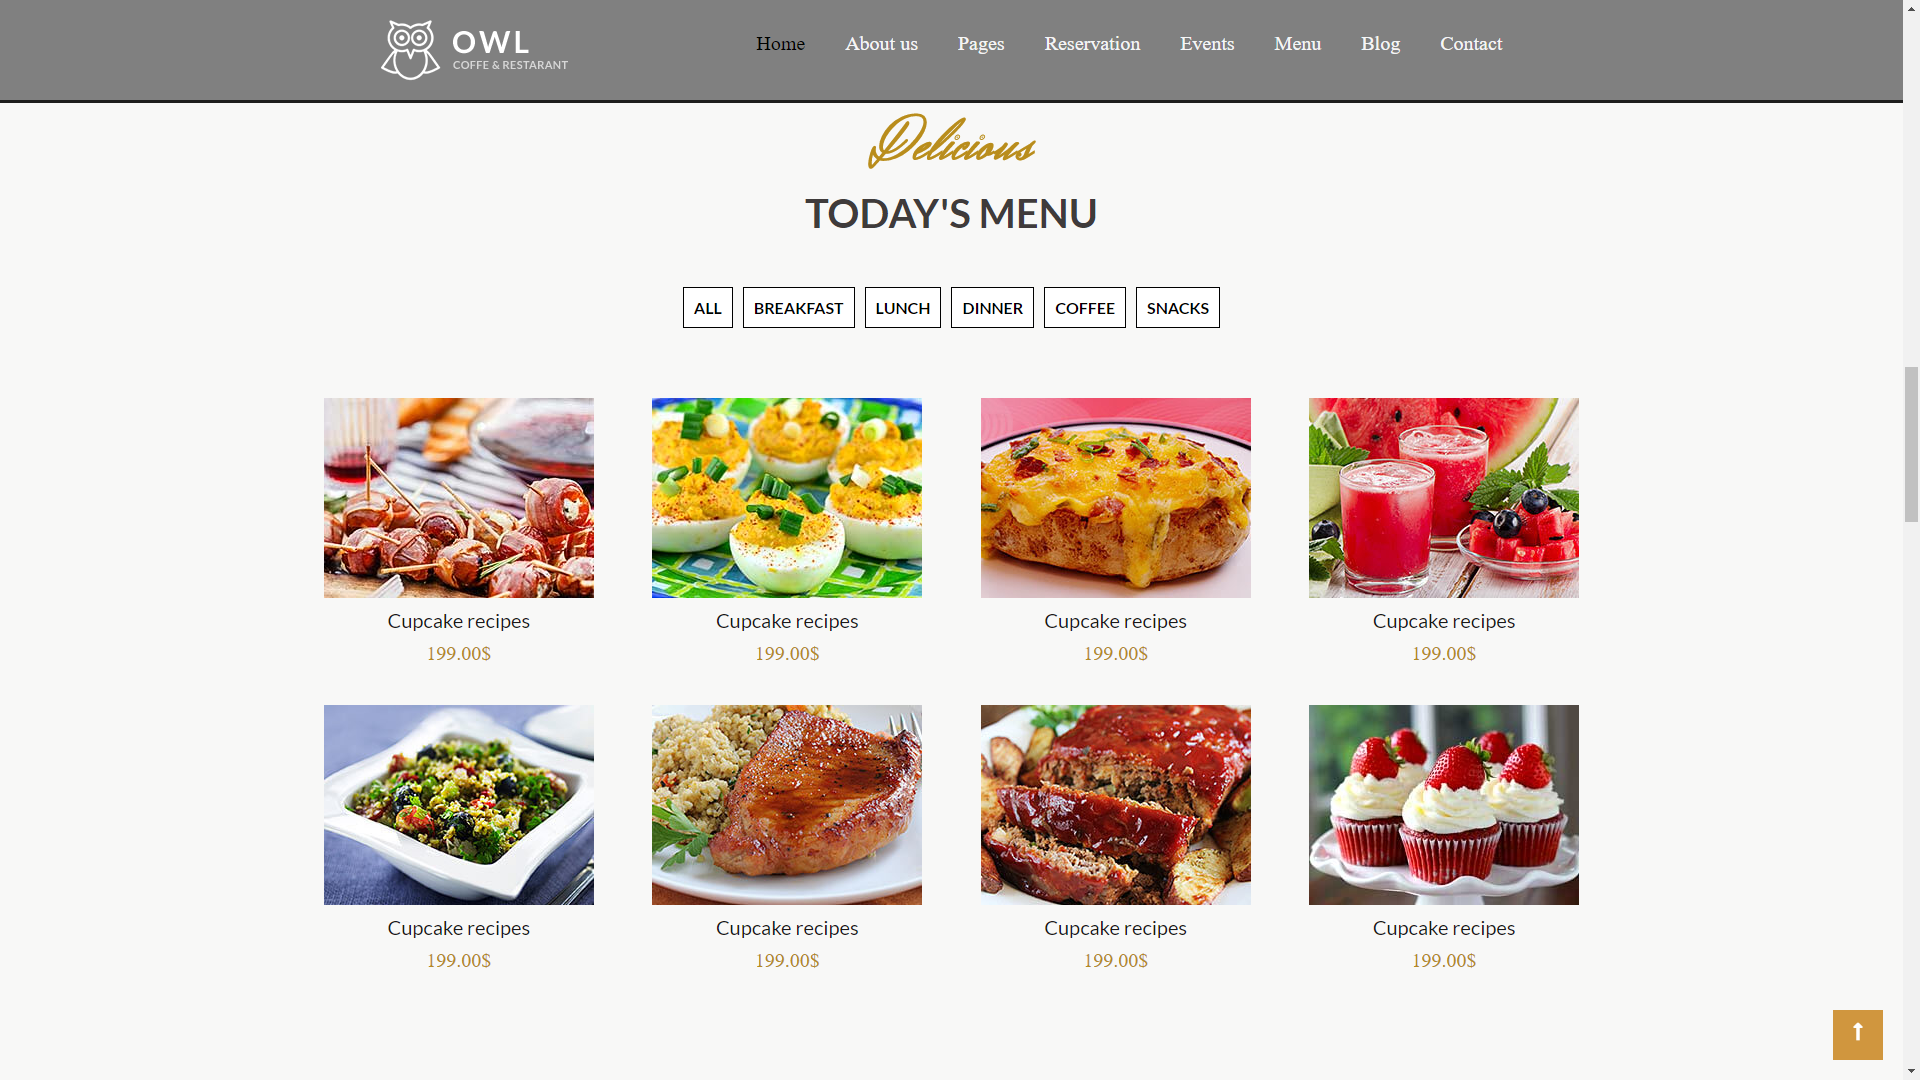 OWL
COFFE & RESTARANT
Home About us Pages Reservation Events Menu Blog Contact
Delicious
TODAY'S MENU
ALL BREAKFAST LUNCH DINNER COFFEE SNACKS
Cupcake recipes Cupcake recipes Cupcake recipes Cupcake recipes
199.00$ 199.00$ 199.00$ 199.00$
Cupcake recipes Cupcake recipes Cupcake recipes Cupcake recipes
199.00$ 199.00$ 199.00$ 199.00$